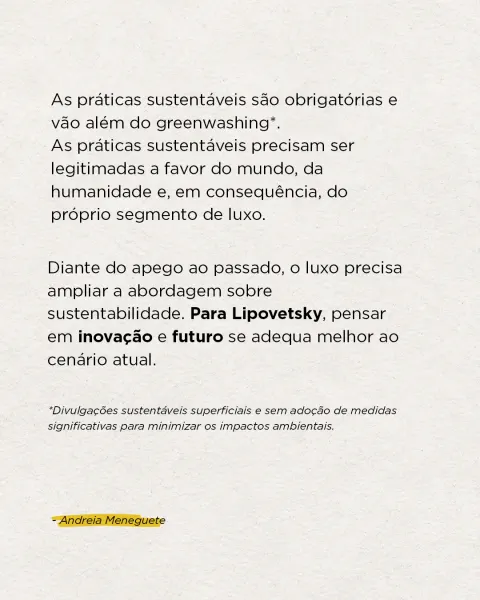 As práticas sustentáveis são obrigatórias e
vão além do greenwashing*.
As práticas sustentáveis precisam ser
legitimadas a favor do mundo, da
humanidade e, em consequência, do
próprio segmento de luxo.
Diante do apego ao passado, o luxo precisa
ampliar a abordagem sobre
sustentabilidade. Para Lipovetsky, pensar
em inovação e futuro se adequa melhor ao
cenário atual.
*Divulgações sustentáveis superficiais e sem adoção de medidas
significativas para minimizar os impactos ambientais.
- Andreia Meneguete